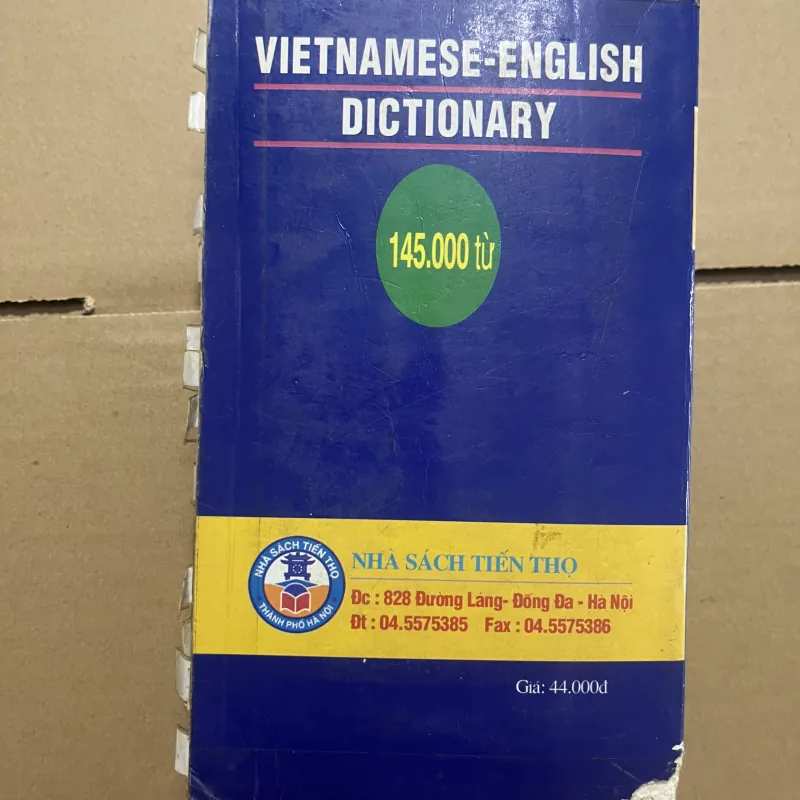 VIETNAMESE-ENGLISH
DICTIONARY
145.000 từ
NHÀ SÁCH TIẾN THỌ
THÀNH PHỐ HÀ NỘI
NHÀ SÁCH TIẾN THỌ
Đc : 828 Đường Láng- Đống Đa - Hà Nội
Đt : 04.5575385 Fax : 04.5575386
Giá: 44.000đ